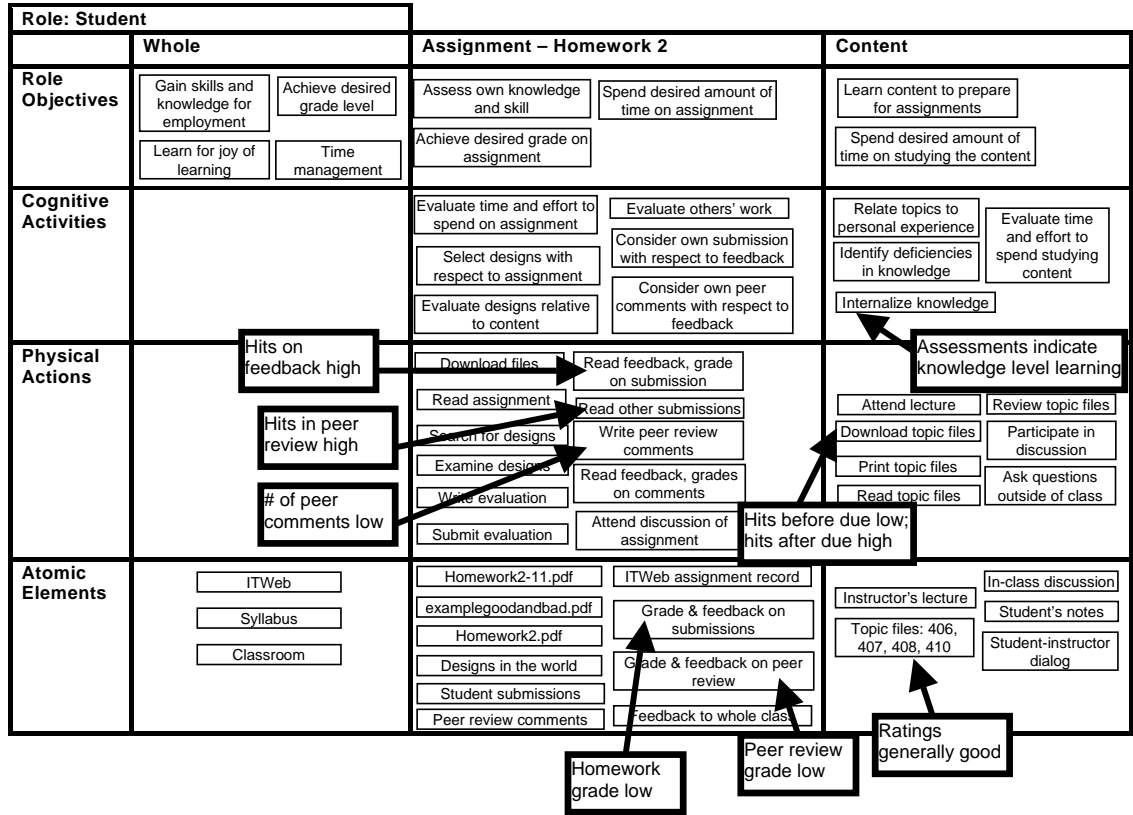 Role: Student
Whole
Assignment – Homework 2
Content
Role
Objectives
Gain skills and
knowledge for
employment
Achieve desired
grade level
Learn for joy of
learning
Time
management
Assess own knowledge
and skill
Spend desired amount of
time on assignment
Achieve desired grade on
assignment
Learn content to prepare
for assignments
Spend desired amount of
time on studying the content
Cognitive
Activities
Evaluate time and effort to
spend on assignment
Select designs with
respect to assignment
Evaluate designs relative
to content
Evaluate others' work
Consider own submission
with respect to feedback
Consider own peer
comments with respect to
feedback
Relate topics to
personal experience
Identify deficiencies
in knowledge
Internalize knowledge
Evaluate time
and effort to
spend studying
content
Physical
Actions
Hits on
feedback high
Hits in peer
review high
# of peer
comments low
Download files
Read assignment
Search for designs
Examine designs
Write evaluation
Submit evaluation
Read feedback, grade
on submission
Read other submissions
Write peer review
comments
Read feedback, grades
on comments
Attend discussion of
assignment
Assessments indicate
knowledge level learning
Attend lecture
Download topic files
Print topic files
Read topic files
Review topic files
Participate in
discussion
Ask questions
outside of class
Hits before due low;
hits after due high
Atomic
Elements
ITWeb
Syllabus
Classroom
Homework2-11.pdf
examplegoodandbad.pdf
Homework2.pdf
Designs in the world
Student submissions
Peer review comments
ITWeb assignment record
Grade & feedback on
submissions
Grade & feedback on peer
review
Feedback to whole class
Instructor's lecture
Topic files: 406,
407, 408, 410
In-class discussion
Student's notes
Student-instructor
dialog
Homework
grade low
Peer review
grade low
Ratings
generally good